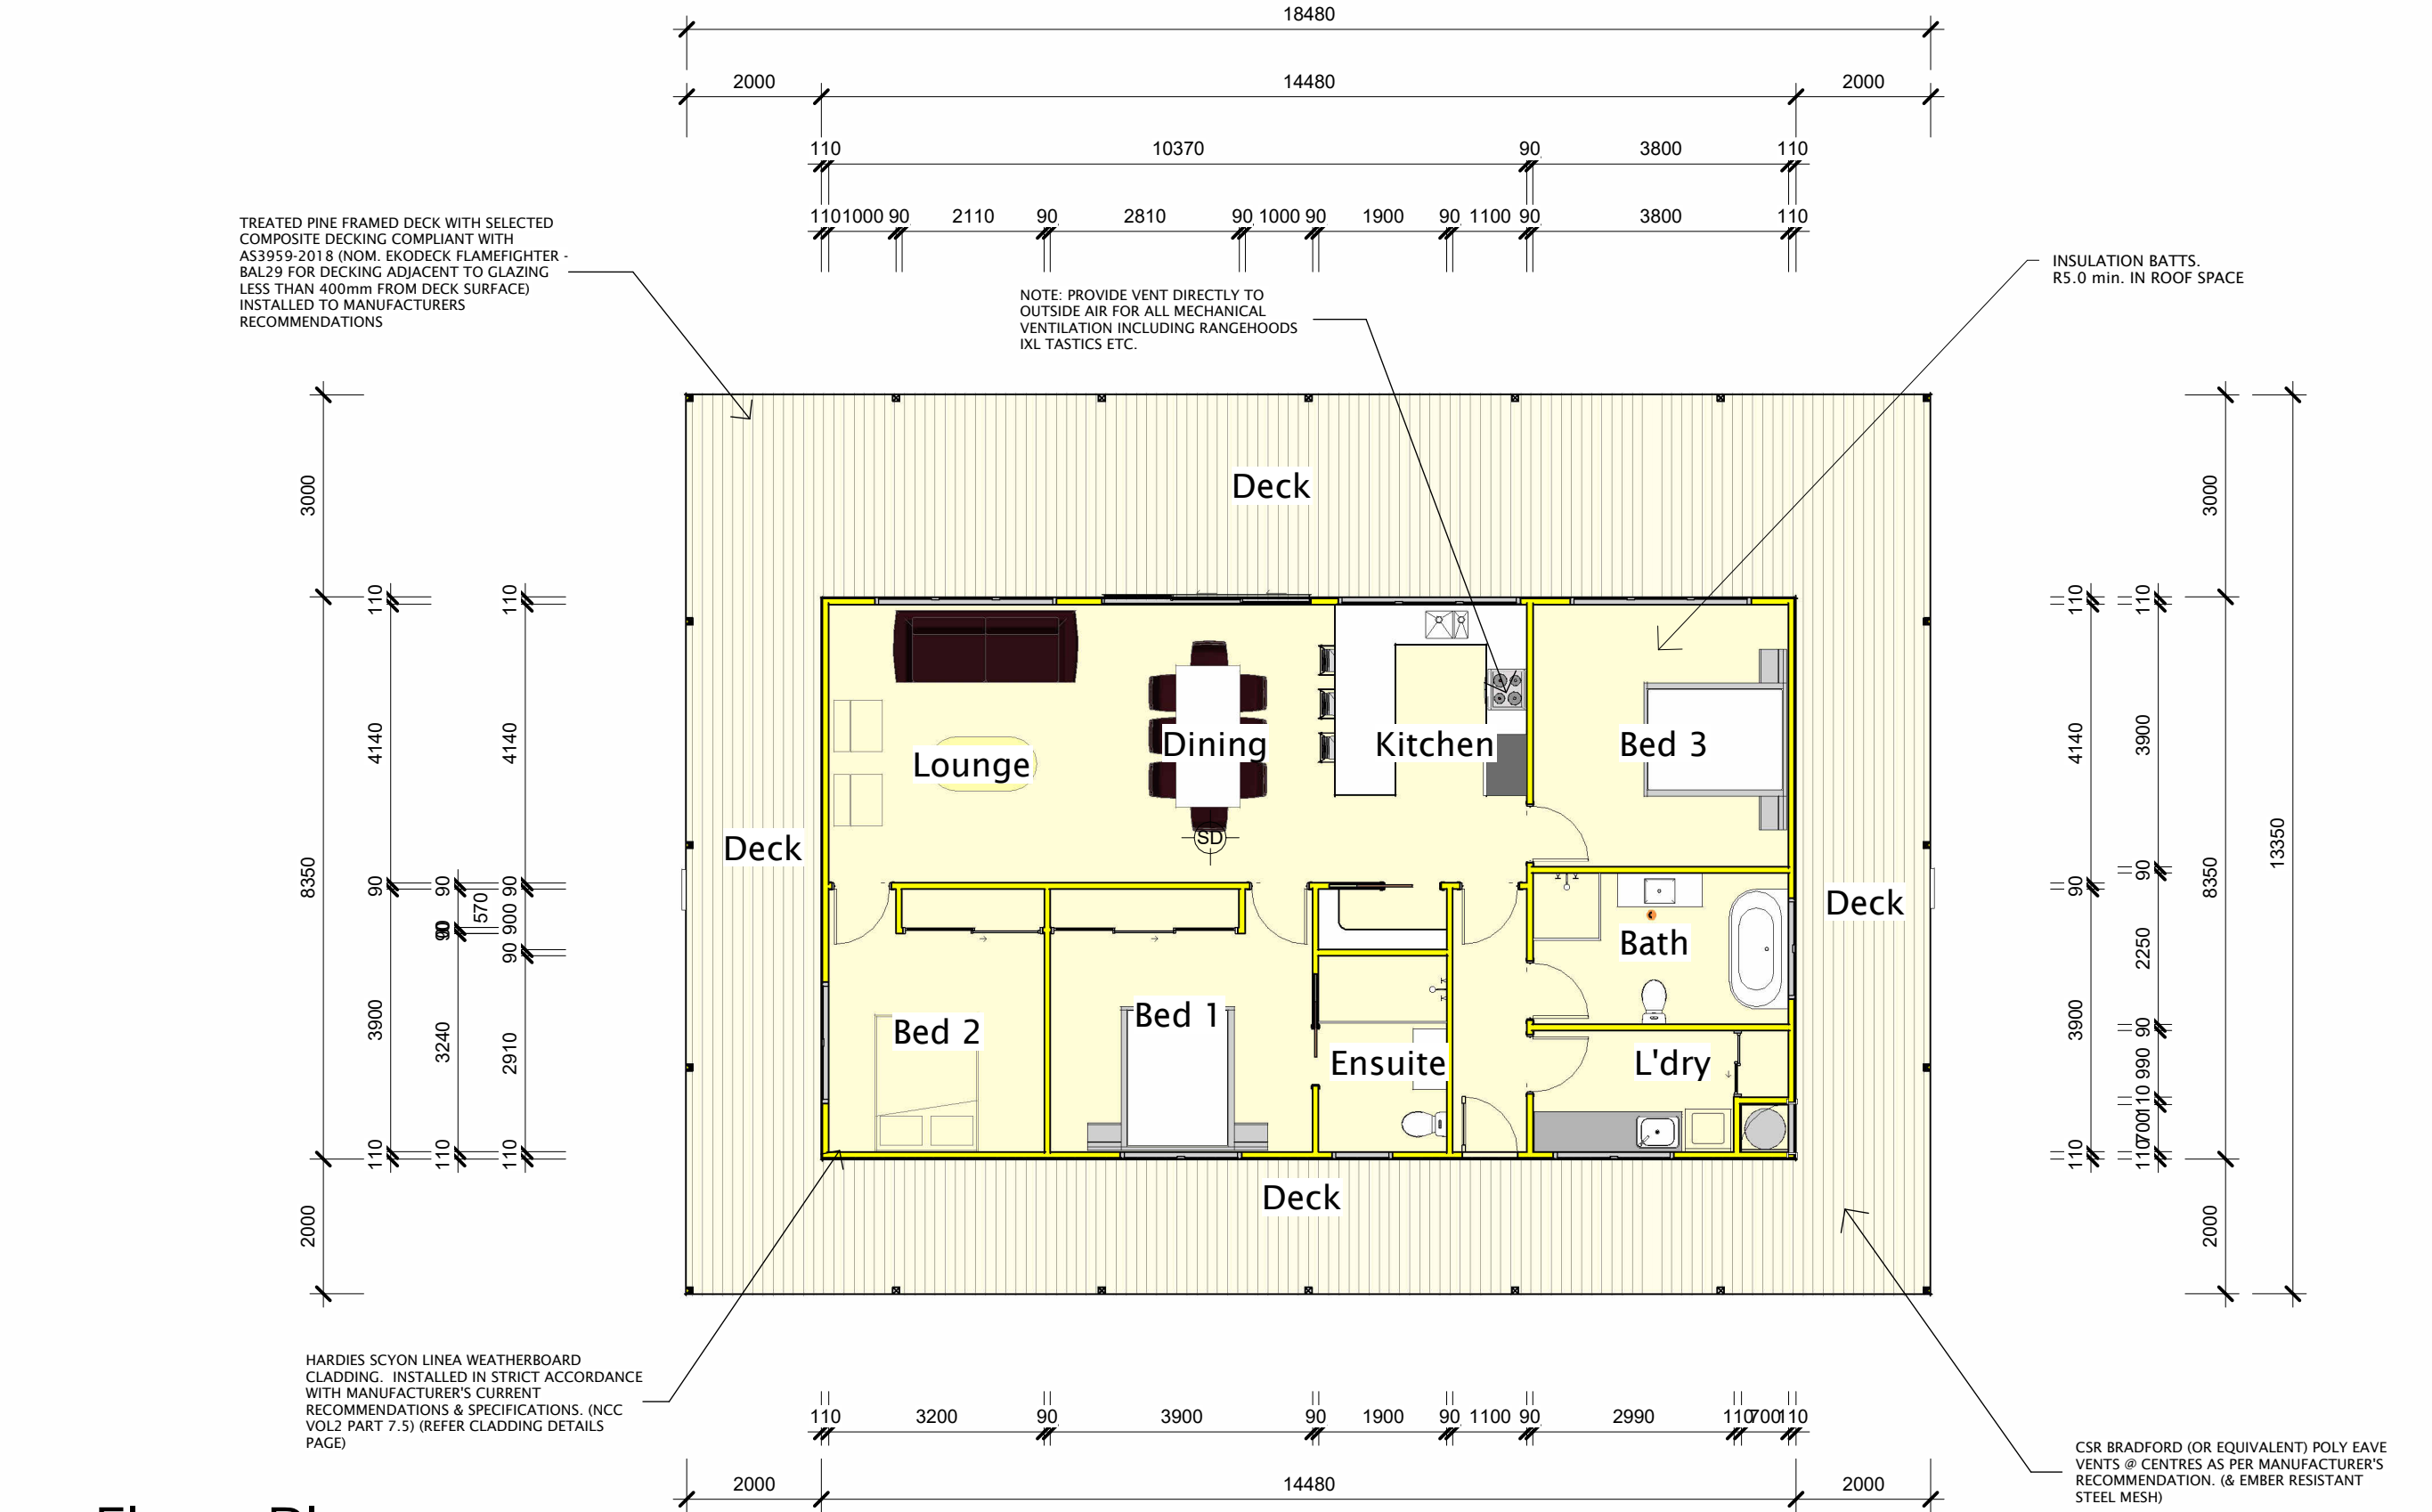 18480
2000 14480 2000
110 10370 90 3800 110
110 1000 90 2110 90 2810 90 1000 90 1900 90 1100 90 3800 110
TREATED PINE FRAMED DECK WITH SELECTED
COMPOSITE DECKING COMPLIANT WITH
AS3959-2018 (NOM. EKODECK FLAMEFIGHTER -
BAL29 FOR DECKING ADJACENT TO GLAZING
LESS THAN 400mm FROM DECK SURFACE)
INSTALLED TO MANUFACTURERS
RECOMMENDATIONS
NOTE: PROVIDE VENT DIRECTLY TO
OUTSIDE AIR FOR ALL MECHANICAL
VENTILATION INCLUDING RANGEHOODS
IXL TASTICS ETC.
INSULATION BATTS.
R5.0 min. IN ROOF SPACE
3000
8350
2000
110
4140
90
3900
110
90
90
90
3240
110
570
110
4140
90
900
90
2910
110
Deck
Lounge
Dining
Kitchen
Bed 3
SD
Deck
Deck
Bath
Bed 2
Bed 1
Ensuite
L'dry
Deck
110
4140
90
3900
110
110
3900
90
2250
90
990
110
700
110
3000
8350
2000
13350
HARDIES SCYON LINEA WEATHERBOARD
CLADDING. INSTALLED IN STRICT ACCORDANCE
WITH MANUFACTURER'S CURRENT
RECOMMENDATIONS & SPECIFICATIONS. (NCC
VOL2 PART 7.5) (REFER CLADDING DETAILS
PAGE)
110 3200 90 3900 90 1900 90 1100 90 2990 110 700 110
2000 14480 2000
CSR BRADFORD (OR EQUIVALENT) POLY EAVE
VENTS @ CENTRES AS PER MANUFACTURER'S
RECOMMENDATION. (& EMBER RESISTANT
STEEL MESH)